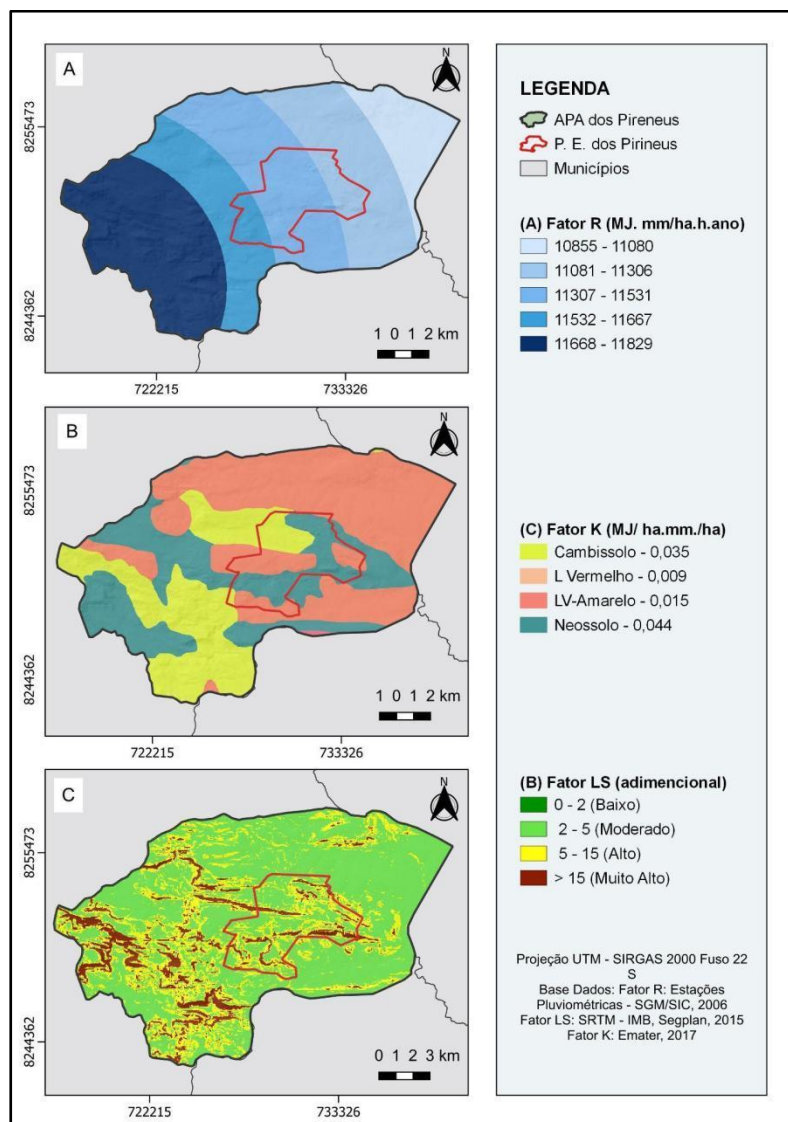 A
N
8255473
8244362
1 0 1 2 km
722215
733326
B
N
8255473
8244362
1 0 1 2 km
722215
733326
C
N
8255473
8244362
0 1 2 3 km
722215
733326
LEGENDA
APA dos Pireneus
P. E. dos Pirineus
Municípios
(A) Fator R (MJ. mm/ha.h.ano)
10855 - 11080
11081 - 11306
11307 - 11531
11532 - 11667
11668 - 11829
(C) Fator K (MJ/ ha.mm./ha)
Cambissolo - 0,035
L Vermelho - 0,009
LV-Amarelo - 0,015
Neossolo - 0,044
(B) Fator LS (adimencional)
0 - 2 (Baixo)
2 - 5 (Moderado)
5 - 15 (Alto)
> 15 (Muito Alto)
Projeção UTM - SIRGAS 2000 Fuso 22
S
Base Dados: Fator R: Estações
Pluviométricas - SGM/SIC, 2006
Fator LS: SRTM - IMB, Segplan, 2015
Fator K: Emater, 2017